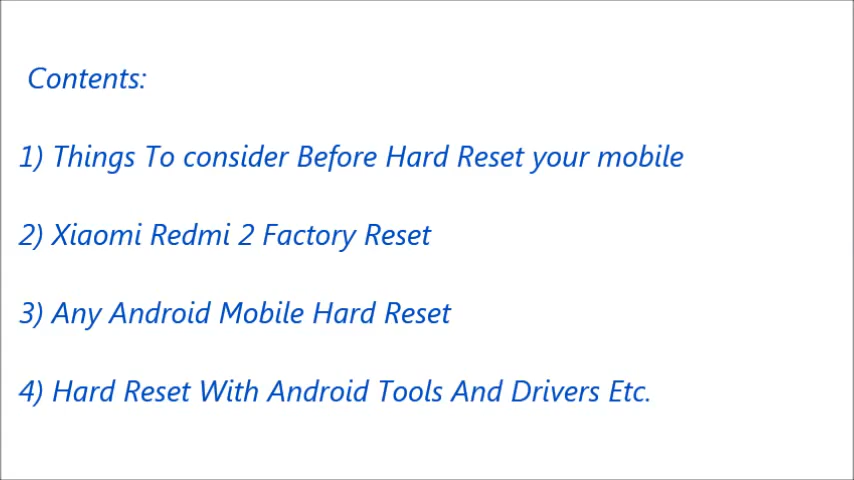 Contents:
1) Things To consider Before Hard Reset your mobile
2) Xiaomi Redmi 2 Factory Reset
3) Any Android Mobile Hard Reset
4) Hard Reset With Android Tools And Drivers Etc.